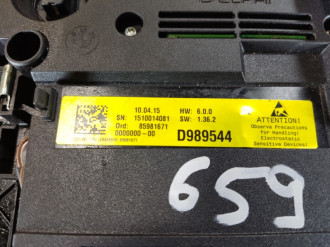 DELPHI
10.04.15 HW: 6.0.0
SN: 1510014081 SW: 1.36.2
Ord: 85981671
0000000-00 D989544
ATTENTION!
Observe Precautions
for Handling!
Electrostatic
Sensitive Devices!
659